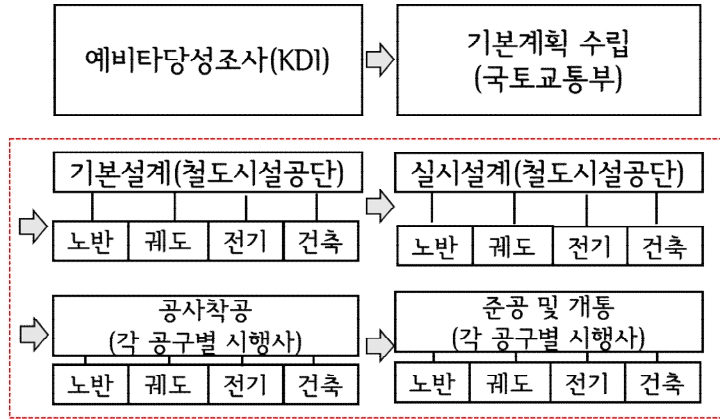 예비타당성조사(KDI)
기본계획 수립
(국토교통부)
기본설계(철도시설공단)
노반 궤도 전기 건축
실시설계(철도시설공단)
노반 궤도 전기 건축
공사착공
(각 공구별 시행사)
노반 궤도 전기 건축
준공 및 개통
(각 공구별 시행사)
노반 궤도 전기 건축